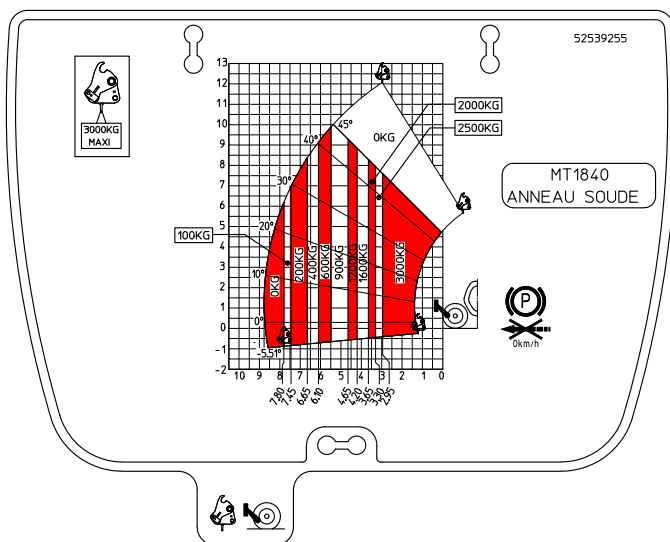 52539255
3000KG
MAXI
13
12
11
10
9
8
7
6
5
4
3
2
1
0
-1
-2
2000KG
2500KG
0KG
45°
40°
30°
20°
10°
0°
-5.51°
100KG
0KG
200KG
400KG
600KG
900KG
1200KG
1600KG
3000KG
MT1840
ANNEAU SOUDE
P
0km/h
10 9 8 7 6 5 4 3 2 1 0
7.80 7.45 6.65 6.10 4.65 4.20 3.65 3.30 2.95